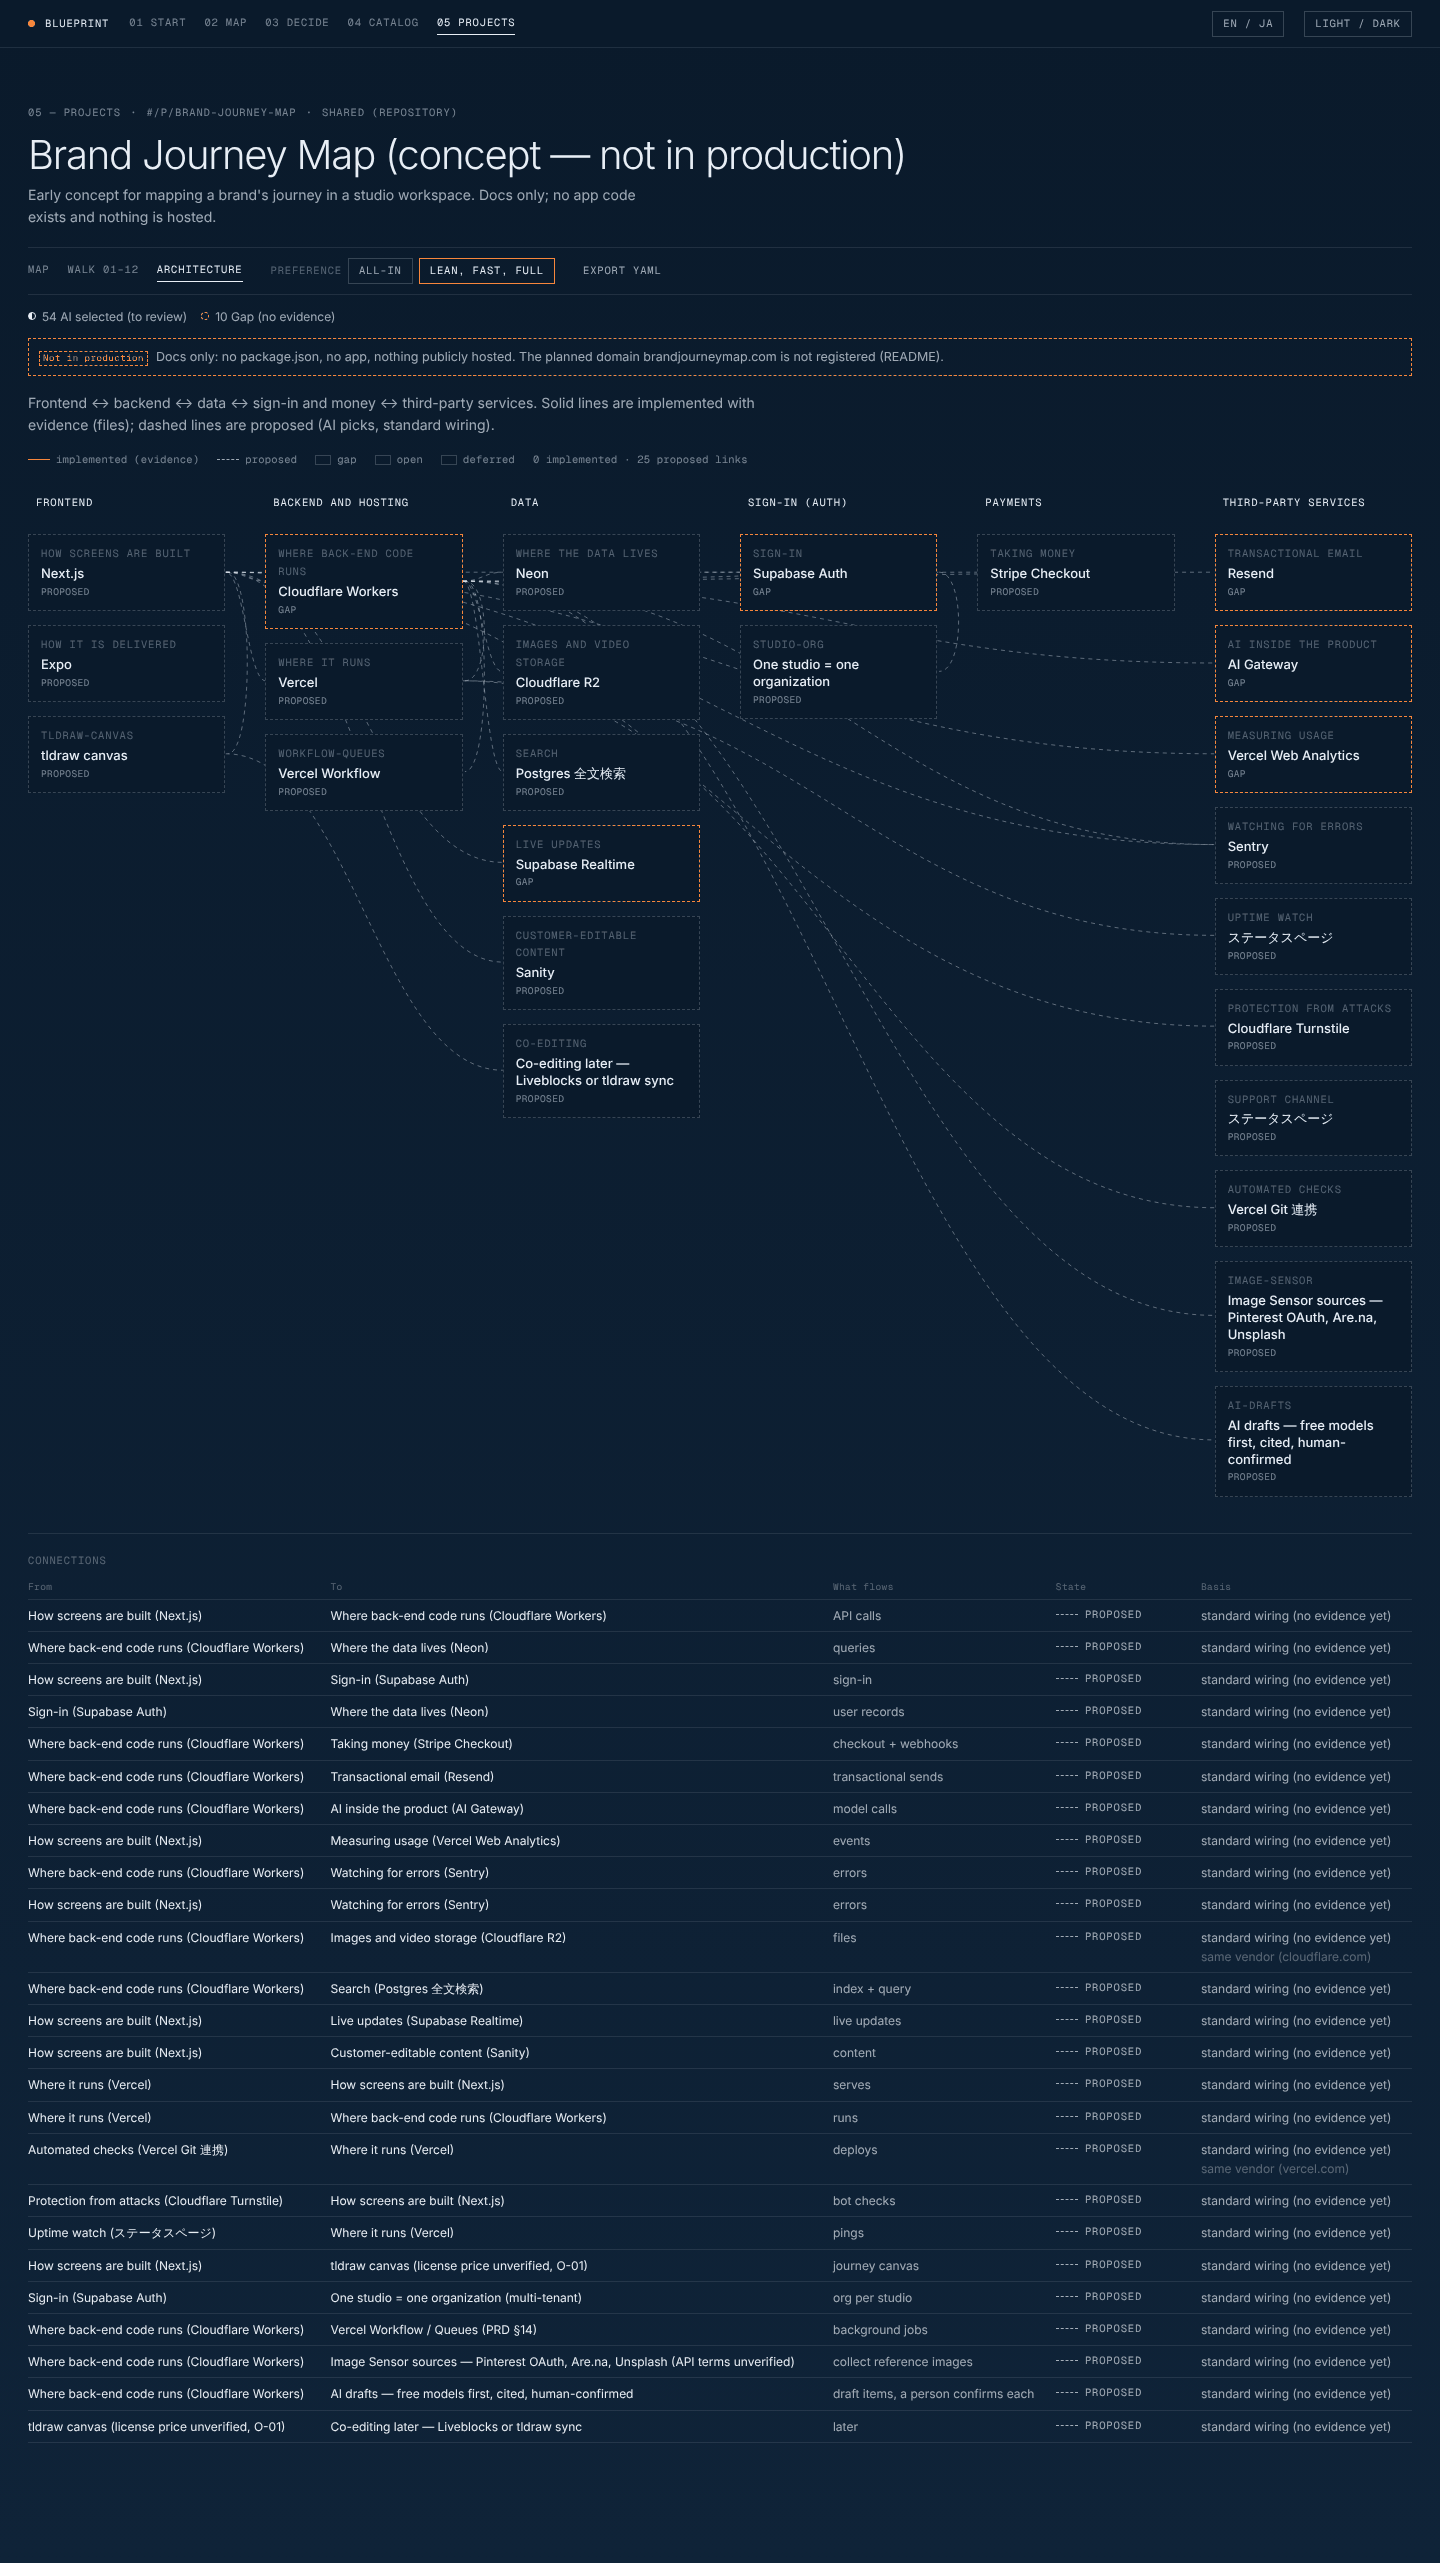 BLUEPRINT 01 START 02 MAP 03 DECIDE 04 CATALOG 05 PROJECTS EN / JA LIGHT / DARK
05 — PROJECTS · #/P/BRAND-JOURNEY-MAP · SHARED (REPOSITORY)
Brand Journey Map (concept — not in production)
Early concept for mapping a brand's journey in a studio workspace. Docs only; no app code
exists and nothing is hosted.
MAP WALK 01–12 ARCHITECTURE PREFERENCE ALL-IN LEAN, FAST, FULL EXPORT YAML
54 AI selected (to review) 10 Gap (no evidence)
Not in production Docs only: no package.json, no app, nothing publicly hosted. The planned domain brandjourneymap.com is not registered (README).
Frontend ↔ backend ↔ data ↔ sign-in and money ↔ third-party services. Solid lines are implemented with
evidence (files); dashed lines are proposed (AI picks, standard wiring).
implemented (evidence) proposed gap open deferred 0 implemented · 25 proposed links
FRONTEND
HOW SCREENS ARE BUILT
Next.js
PROPOSED
HOW IT IS DELIVERED
Expo
PROPOSED
TLDRAW-CANVAS
tldraw canvas
PROPOSED
BACKEND AND HOSTING
WHERE BACK-END CODE
RUNS
Cloudflare Workers
GAP
WHERE IT RUNS
Vercel
PROPOSED
WORKFLOW-QUEUES
Vercel Workflow
PROPOSED
DATA
WHERE THE DATA LIVES
Neon
PROPOSED
IMAGES AND VIDEO
STORAGE
Cloudflare R2
PROPOSED
SEARCH
Postgres 全文検索
PROPOSED
LIVE UPDATES
Supabase Realtime
GAP
CUSTOMER-EDITABLE
CONTENT
Sanity
PROPOSED
CO-EDITING
Co-editing later —
Liveblocks or tldraw sync
PROPOSED
SIGN-IN (AUTH)
SIGN-IN
Supabase Auth
GAP
STUDIO-ORG
One studio = one
organization
PROPOSED
PAYMENTS
TAKING MONEY
Stripe Checkout
PROPOSED
THIRD-PARTY SERVICES
TRANSACTIONAL EMAIL
Resend
GAP
AI INSIDE THE PRODUCT
AI Gateway
GAP
MEASURING USAGE
Vercel Web Analytics
GAP
WATCHING FOR ERRORS
Sentry
PROPOSED
UPTIME WATCH
ステータスページ
PROPOSED
PROTECTION FROM ATTACKS
Cloudflare Turnstile
PROPOSED
SUPPORT CHANNEL
ステータスページ
PROPOSED
AUTOMATED CHECKS
Vercel Git 連携
PROPOSED
IMAGE-SENSOR
Image Sensor sources —
Pinterest OAuth, Are.na,
Unsplash
PROPOSED
AI-DRAFTS
AI drafts — free models
first, cited, human-
confirmed
PROPOSED
CONNECTIONS
From To What flows State Basis
How screens are built (Next.js) Where back-end code runs (Cloudflare Workers) API calls PROPOSED standard wiring (no evidence yet)
Where back-end code runs (Cloudflare Workers) Where the data lives (Neon) queries PROPOSED standard wiring (no evidence yet)
How screens are built (Next.js) Sign-in (Supabase Auth) sign-in PROPOSED standard wiring (no evidence yet)
Sign-in (Supabase Auth) Where the data lives (Neon) user records PROPOSED standard wiring (no evidence yet)
Where back-end code runs (Cloudflare Workers) Taking money (Stripe Checkout) checkout + webhooks PROPOSED standard wiring (no evidence yet)
Where back-end code runs (Cloudflare Workers) Transactional email (Resend) transactional sends PROPOSED standard wiring (no evidence yet)
Where back-end code runs (Cloudflare Workers) AI inside the product (AI Gateway) model calls PROPOSED standard wiring (no evidence yet)
How screens are built (Next.js) Measuring usage (Vercel Web Analytics) events PROPOSED standard wiring (no evidence yet)
Where back-end code runs (Cloudflare Workers) Watching for errors (Sentry) errors PROPOSED standard wiring (no evidence yet)
How screens are built (Next.js) Watching for errors (Sentry) errors PROPOSED standard wiring (no evidence yet)
Where back-end code runs (Cloudflare Workers) Images and video storage (Cloudflare R2) files PROPOSED standard wiring (no evidence yet)
same vendor (cloudflare.com)
Where back-end code runs (Cloudflare Workers) Search (Postgres 全文検索) index + query PROPOSED standard wiring (no evidence yet)
How screens are built (Next.js) Live updates (Supabase Realtime) live updates PROPOSED standard wiring (no evidence yet)
How screens are built (Next.js) Customer-editable content (Sanity) content PROPOSED standard wiring (no evidence yet)
Where it runs (Vercel) How screens are built (Next.js) serves PROPOSED standard wiring (no evidence yet)
Where it runs (Vercel) Where back-end code runs (Cloudflare Workers) runs PROPOSED standard wiring (no evidence yet)
Automated checks (Vercel Git 連携) Where it runs (Vercel) deploys PROPOSED standard wiring (no evidence yet)
same vendor (vercel.com)
Protection from attacks (Cloudflare Turnstile) How screens are built (Next.js) bot checks PROPOSED standard wiring (no evidence yet)
Uptime watch (ステータスページ) Where it runs (Vercel) pings PROPOSED standard wiring (no evidence yet)
How screens are built (Next.js) tldraw canvas (license price unverified, O-01) journey canvas PROPOSED standard wiring (no evidence yet)
Sign-in (Supabase Auth) One studio = one organization (multi-tenant) org per studio PROPOSED standard wiring (no evidence yet)
Where back-end code runs (Cloudflare Workers) Vercel Workflow / Queues (PRD §14) background jobs PROPOSED standard wiring (no evidence yet)
Where back-end code runs (Cloudflare Workers) Image Sensor sources — Pinterest OAuth, Are.na, Unsplash (API terms unverified) collect reference images PROPOSED standard wiring (no evidence yet)
Where back-end code runs (Cloudflare Workers) AI drafts — free models first, cited, human-confirmed draft items, a person confirms each PROPOSED standard wiring (no evidence yet)
tldraw canvas (license price unverified, O-01) Co-editing later — Liveblocks or tldraw sync later PROPOSED standard wiring (no evidence yet)